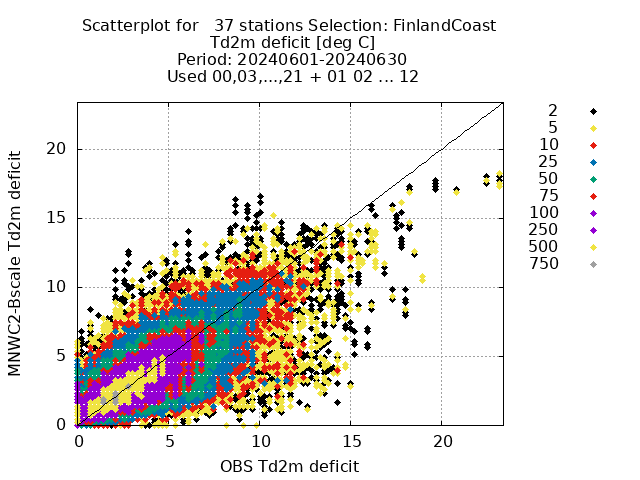 Scatterplot for   37 stations Selection: FinlandCoast
Td2m deficit [deg C]
Period: 20240601-20240630
Used 00,03,...,21 + 01 02 ... 12
MNWC2-Bscale Td2m deficit
20
15
10
5
0
0 5 10 15 20
OBS Td2m deficit
2
5
10
25
50
75
100
250
500
750